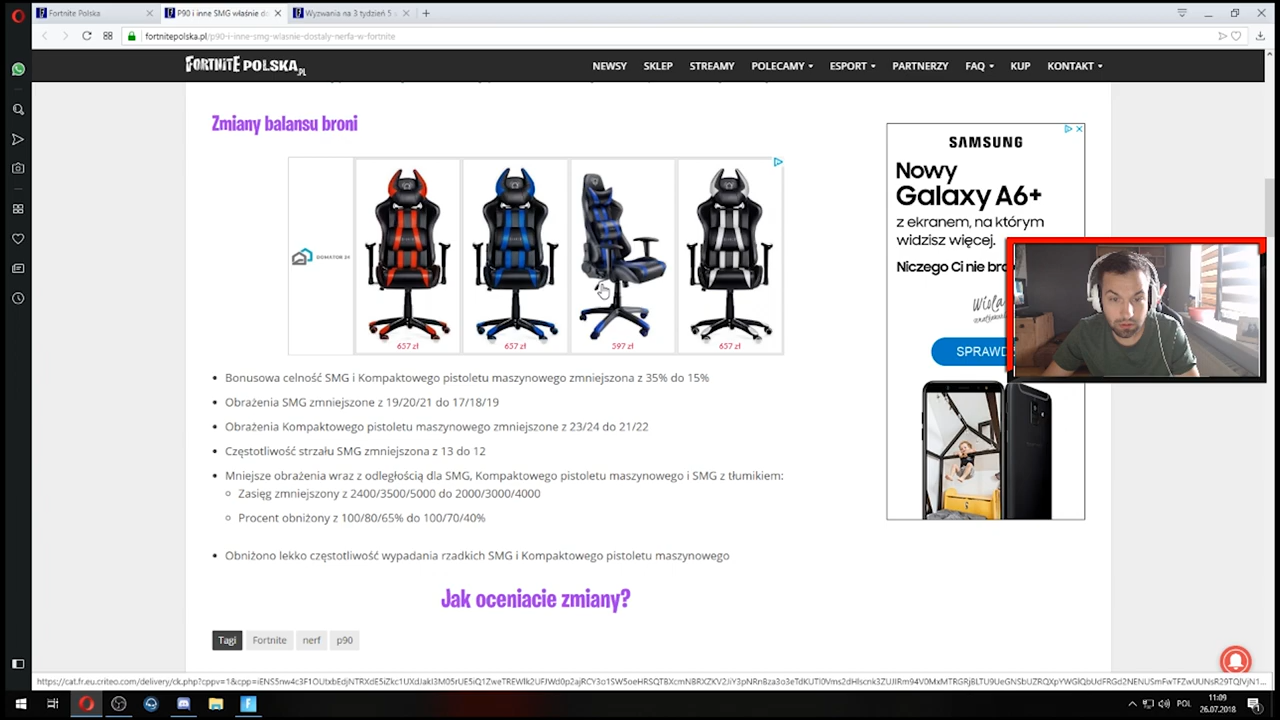 Fortnite Polska
P90 i inne SMG właśnie do
Wyzwania na 3 tydzień 5
fortnitepolska.pl/p90-i-inne-smg-wlasnie-dostaly-nerfa-w-fortnite
FORTNITE POLSKA.PL
NEWSY SKLEP STREAMY POLECAMY ESPORT PARTNERZY FAQ KUP KONTAKT
Zmiany balansu broni
DOMATOR 24
657 zł 657 zł 597 zł 657 zł
SAMSUNG
Nowy
Galaxy A6+
z ekranem, na którym
widzisz więcej.
Niczego Ci nie
SPRAWD
Bonusowa celność SMG i Kompaktowego pistoletu maszynowego zmniejszona z 35% do 15%
Obrażenia SMG zmniejszone z 19/20/21 do 17/18/19
Obrażenia Kompaktowego pistoletu maszynowego zmniejszone z 23/24 do 21/22
Częstotliwość strzału SMG zmniejszona z 13 do 12
Mniejsze obrażenia wraz z odległością dla SMG, Kompaktowego pistoletu maszynowego i SMG z tłumikiem:
Zasięg zmniejszony z 2400/3500/5000 do 2000/3000/4000
Procent obniżony z 100/80/65% do 100/70/40%
Obniżono lekko częstotliwość wypadania rzadkich SMG i Kompaktowego pistoletu maszynowego
Jak oceniacie zmiany?
Tagi Fortnite nerf p90
POL
11:09
26.07.2018